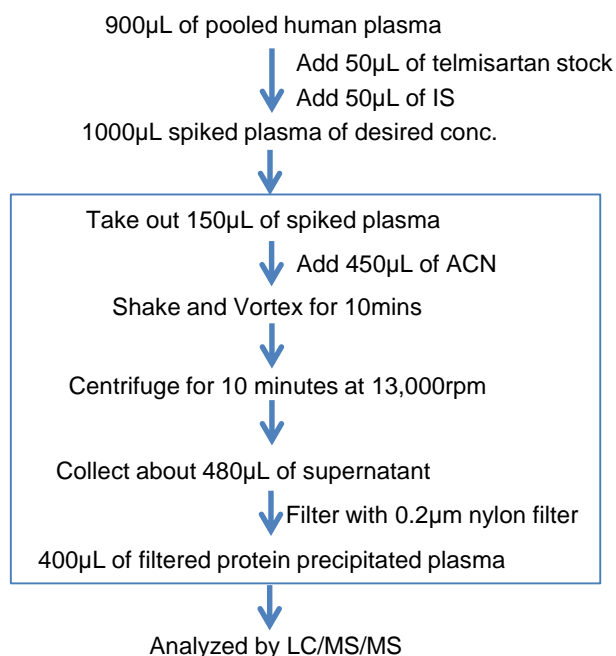 900µL of pooled human plasma
Add 50µL of telmisartan stock
Add 50µL of IS
1000µL spiked plasma of desired conc.
Take out 150µL of spiked plasma
Add 450µL of ACN
Shake and Vortex for 10mins
Centrifuge for 10 minutes at 13,000rpm
Collect about 480µL of supernatant
Filter with 0.2µm nylon filter
400µL of filtered protein precipitated plasma
Analyzed by LC/MS/MS